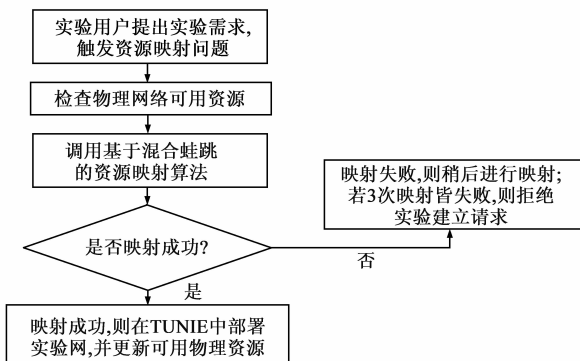 实验用户提出实验需求,
触发资源映射问题
检查物理网络可用资源
调用基于混合蛙跳
的资源映射算法
映射失败,则稍后进行映射;
若3次映射皆失败,则拒绝
实验建立请求
是否映射成功?
否
是
映射成功,则在TUNIE中部署
实验网,并更新可用物理资源